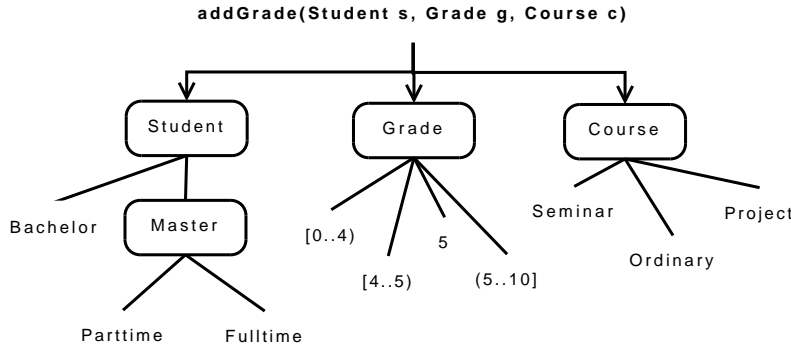 addGrade(Student s, Grade g, Course c)
Student
Grade
Course
Bachelor
Master
[0..4)
[4..5)
5
(5..10]
Seminar
Ordinary
Project
Parttime
Fulltime